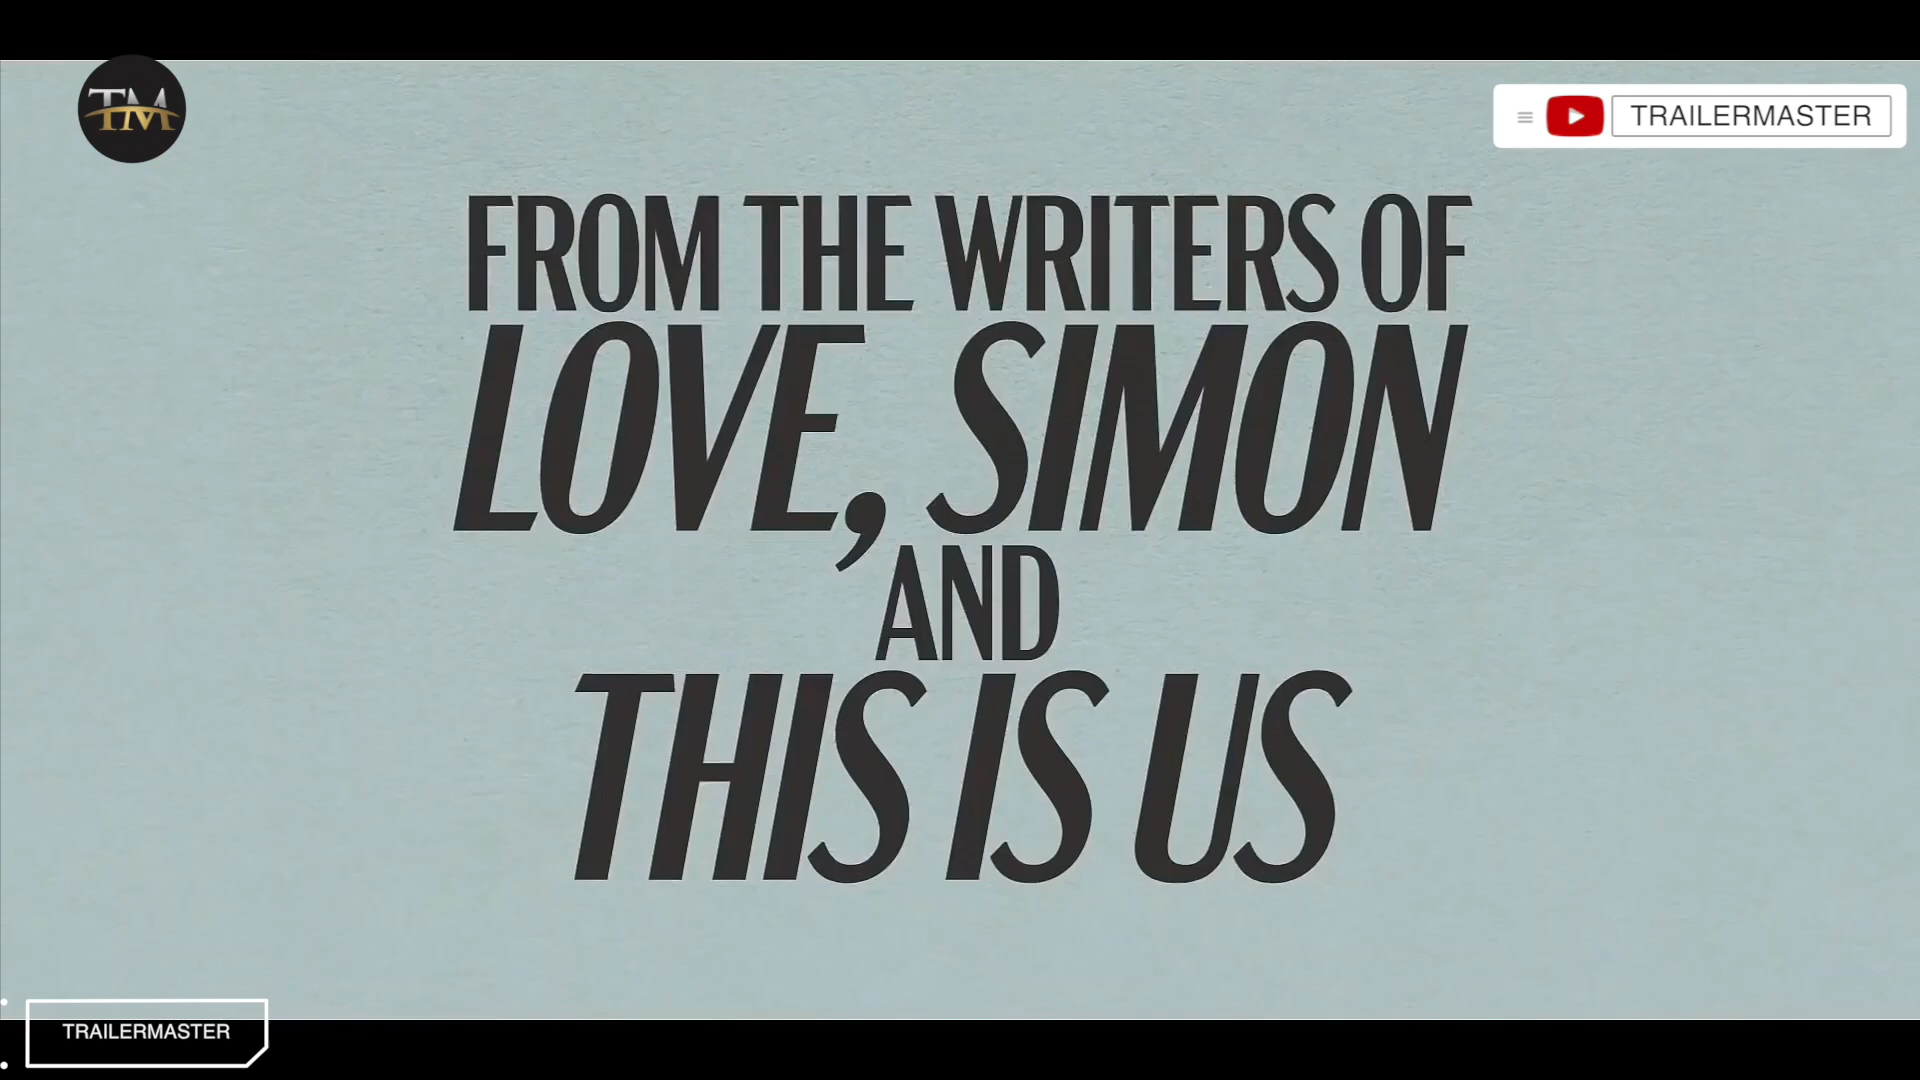 TM
TRAILERMASTER
FROM THE WRITERS OF
LOVE, SIMON
AND
THIS IS US
TRAILERMASTER